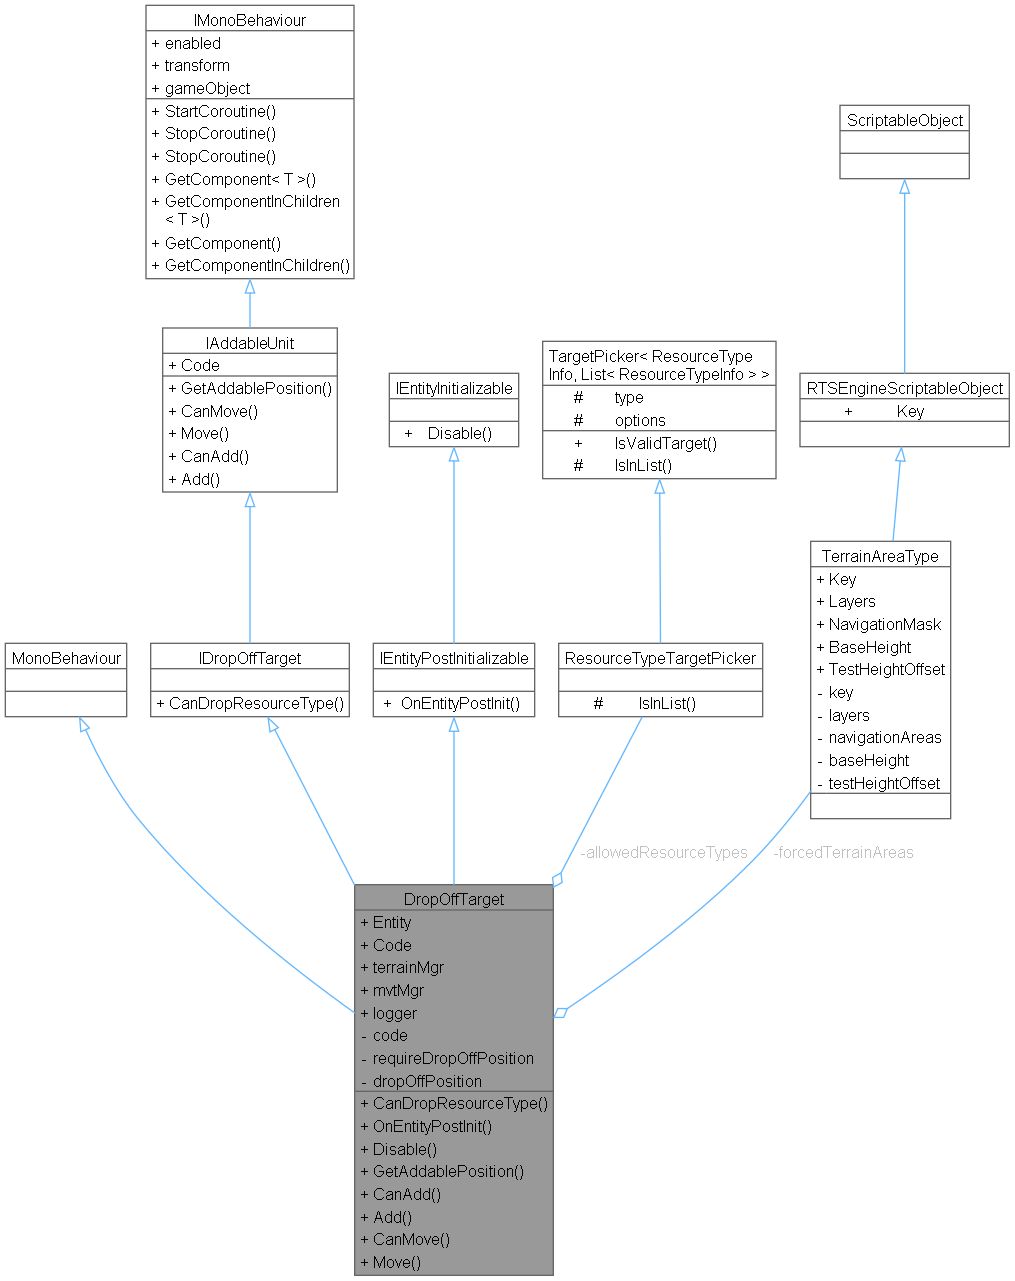 IMonoBehaviour
+ enabled
+ transform
+ gameObject
+ StartCoroutine()
+ StopCoroutine()
+ StopCoroutine()
+ GetComponent< T >()
+ GetComponentInChildren
< T >()
+ GetComponent()
+ GetComponentInChildren()
ScriptableObject
IAddableUnit
+ Code
+ GetAddablePosition()
+ CanMove()
+ Move()
+ CanAdd()
+ Add()
IEntityInitializable
+ Disable()
TargetPicker< ResourceType
Info, List< ResourceTypeInfo > >
# type
# options
+ IsValidTarget()
# IsInList()
RTSEngineScriptableObject
+ Key
TerrainAreaType
+ Key
+ Layers
+ NavigationMask
+ BaseHeight
+ TestHeightOffset
- key
- layers
- navigationAreas
- baseHeight
- testHeightOffset
MonoBehaviour
IDropOffTarget
+ CanDropResourceType()
IEntityPostInitializable
+ OnEntityPostInit()
ResourceTypeTargetPicker
# IsInList()
-allowedResourceTypes
-forcedTerrainAreas
DropOffTarget
+ Entity
+ Code
+ terrainMgr
+ mvtMgr
+ logger
- code
- requireDropOffPosition
- dropOffPosition
+ CanDropResourceType()
+ OnEntityPostInit()
+ Disable()
+ GetAddablePosition()
+ CanAdd()
+ Add()
+ CanMove()
+ Move()